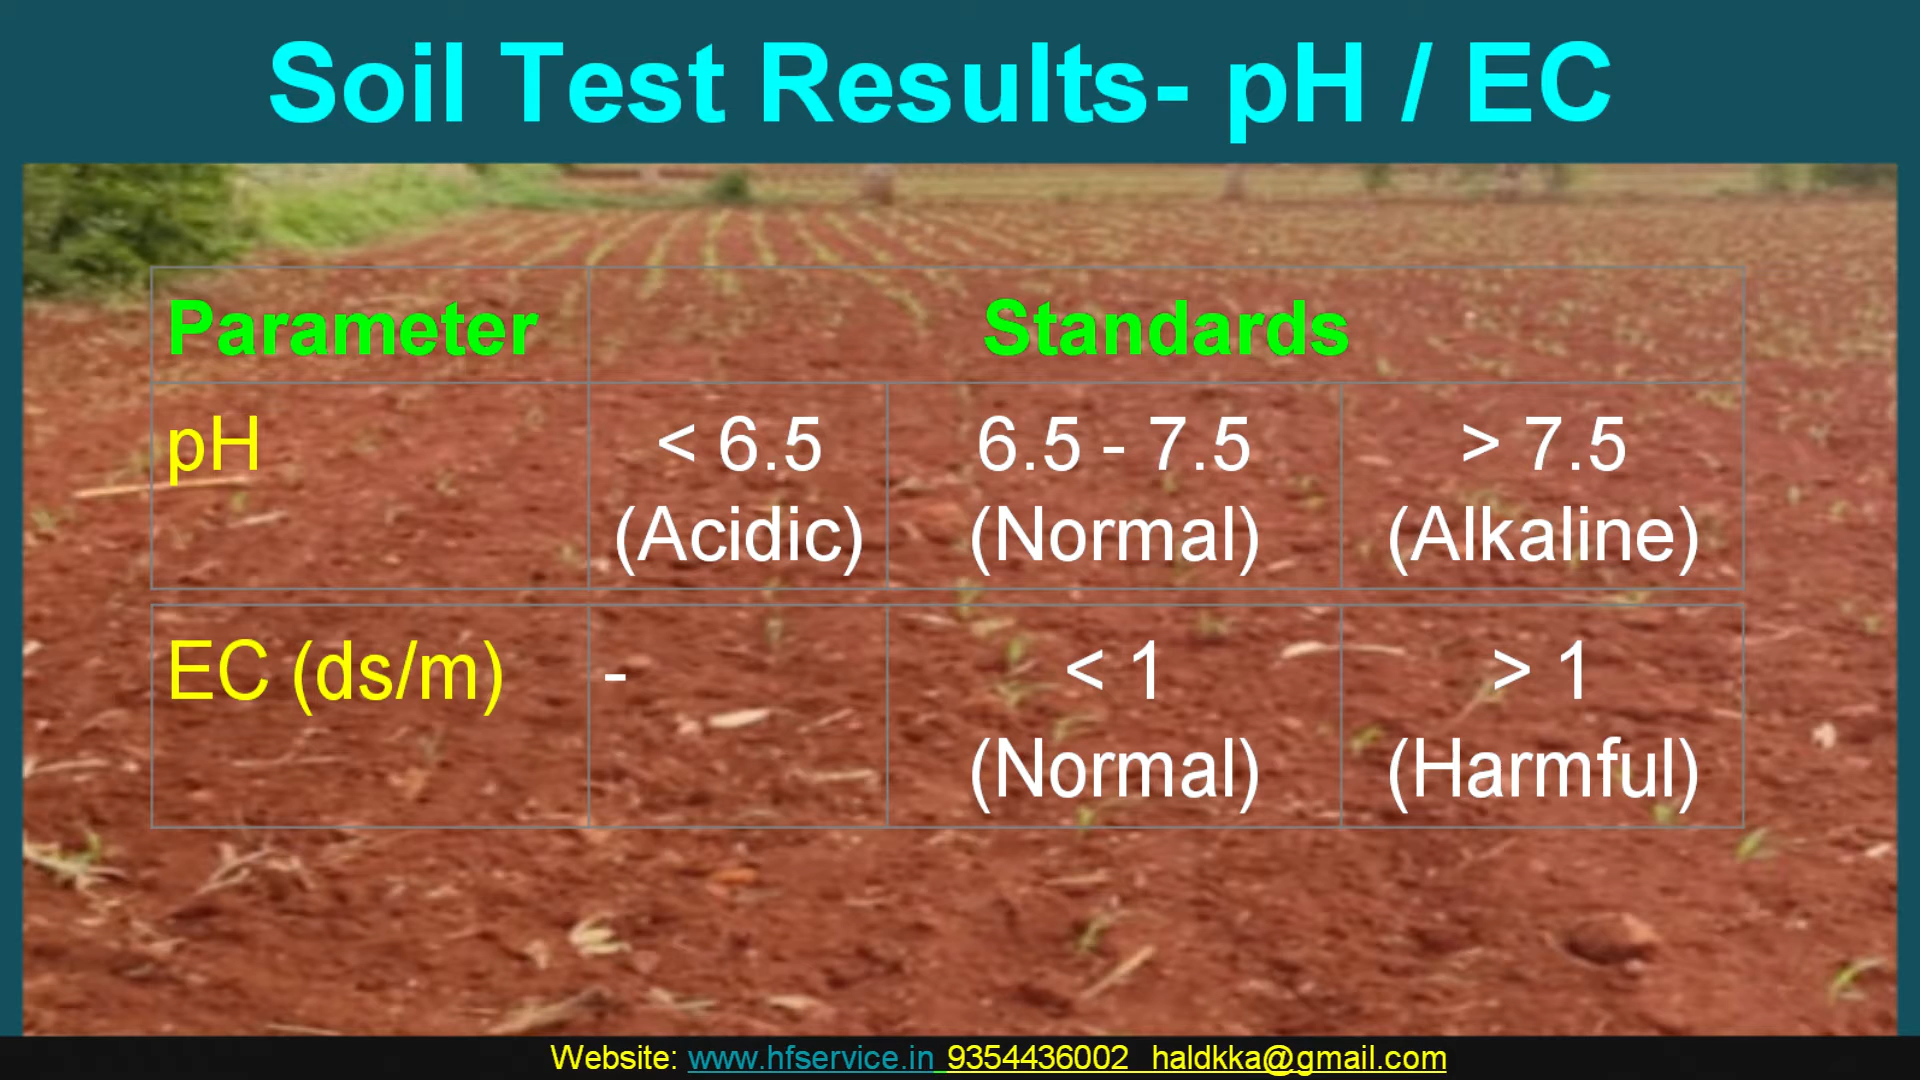 Soil Test Results- pH / EC
Parameter Standards
pH < 6.5 6.5 - 7.5 > 7.5
(Acidic) (Normal) (Alkaline)
EC (ds/m) - < 1 > 1
(Normal) (Harmful)
Website: www.hfservice.in 9354436002 haldkka@gmail.com